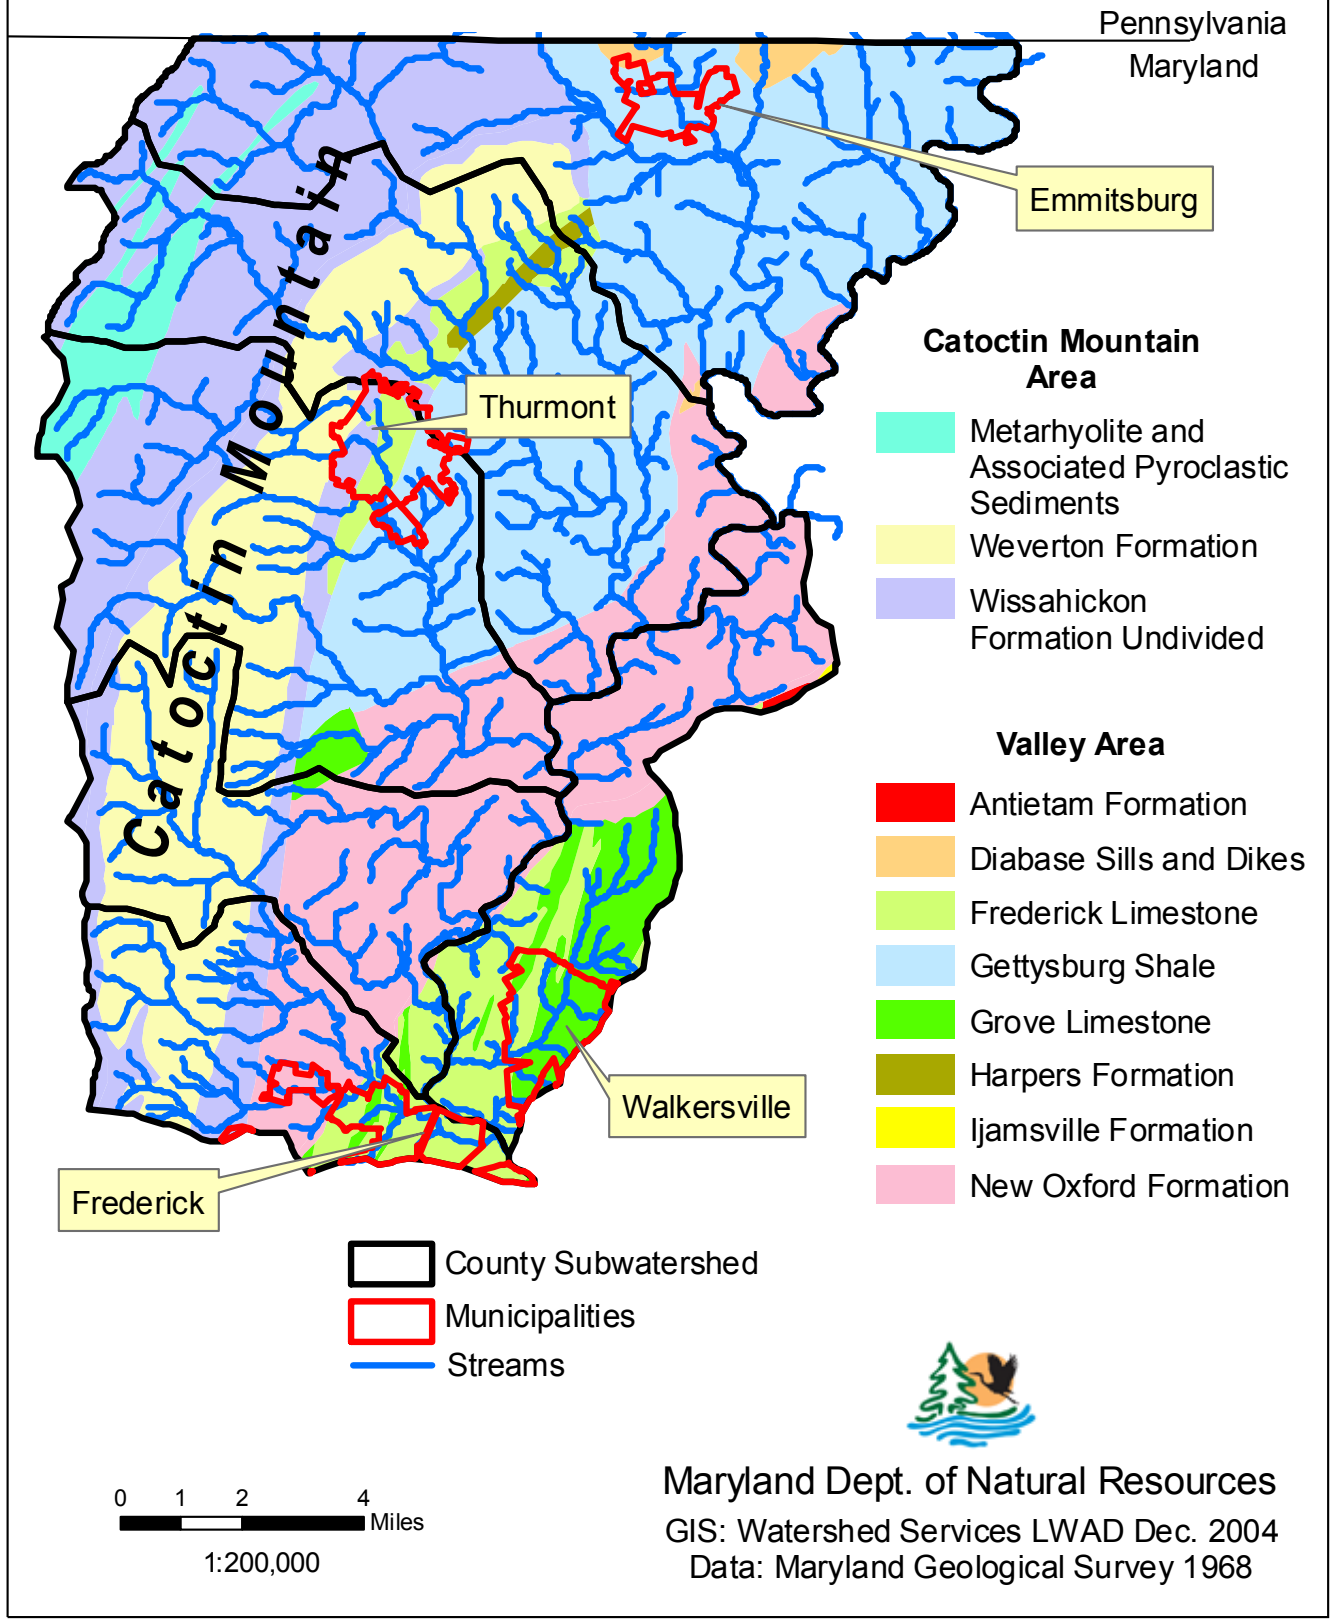 Pennsylvania
Maryland
Emmitsburg
Catoctin Mountain
Thurmont
Catoctin Mountain
Area
Metarhyolite and
Associated Pyroclastic
Sediments
Weverton Formation
Wissahickon
Formation Undivided
Valley Area
Antietam Formation
Diabase Sills and Dikes
Frederick Limestone
Gettysburg Shale
Grove Limestone
Harpers Formation
Ijamsville Formation
New Oxford Formation
Walkersville
Frederick
County Subwatershed
Municipalities
Streams
0 1 2 4
Miles
1:200,000
Maryland Dept. of Natural Resources
GIS: Watershed Services LWAD Dec. 2004
Data: Maryland Geological Survey 1968